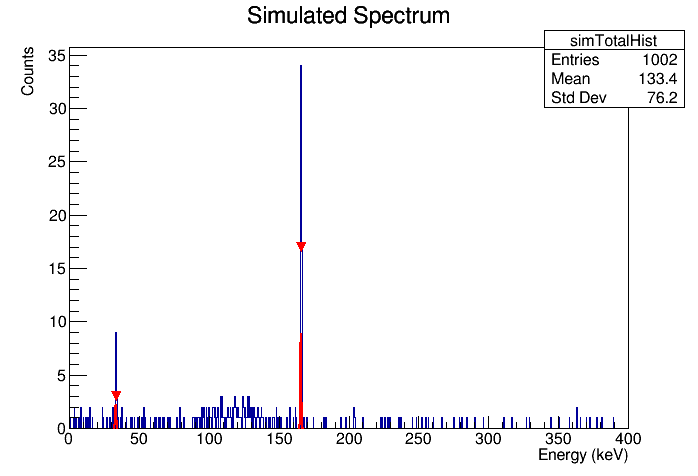 Simulated Spectrum
simTotalHist
Entries 1002
Mean 133.4
Std Dev 76.2
Counts
35
30
25
20
15
10
5
0
0 50 100 150 200 250 300 350 400
Energy (keV)